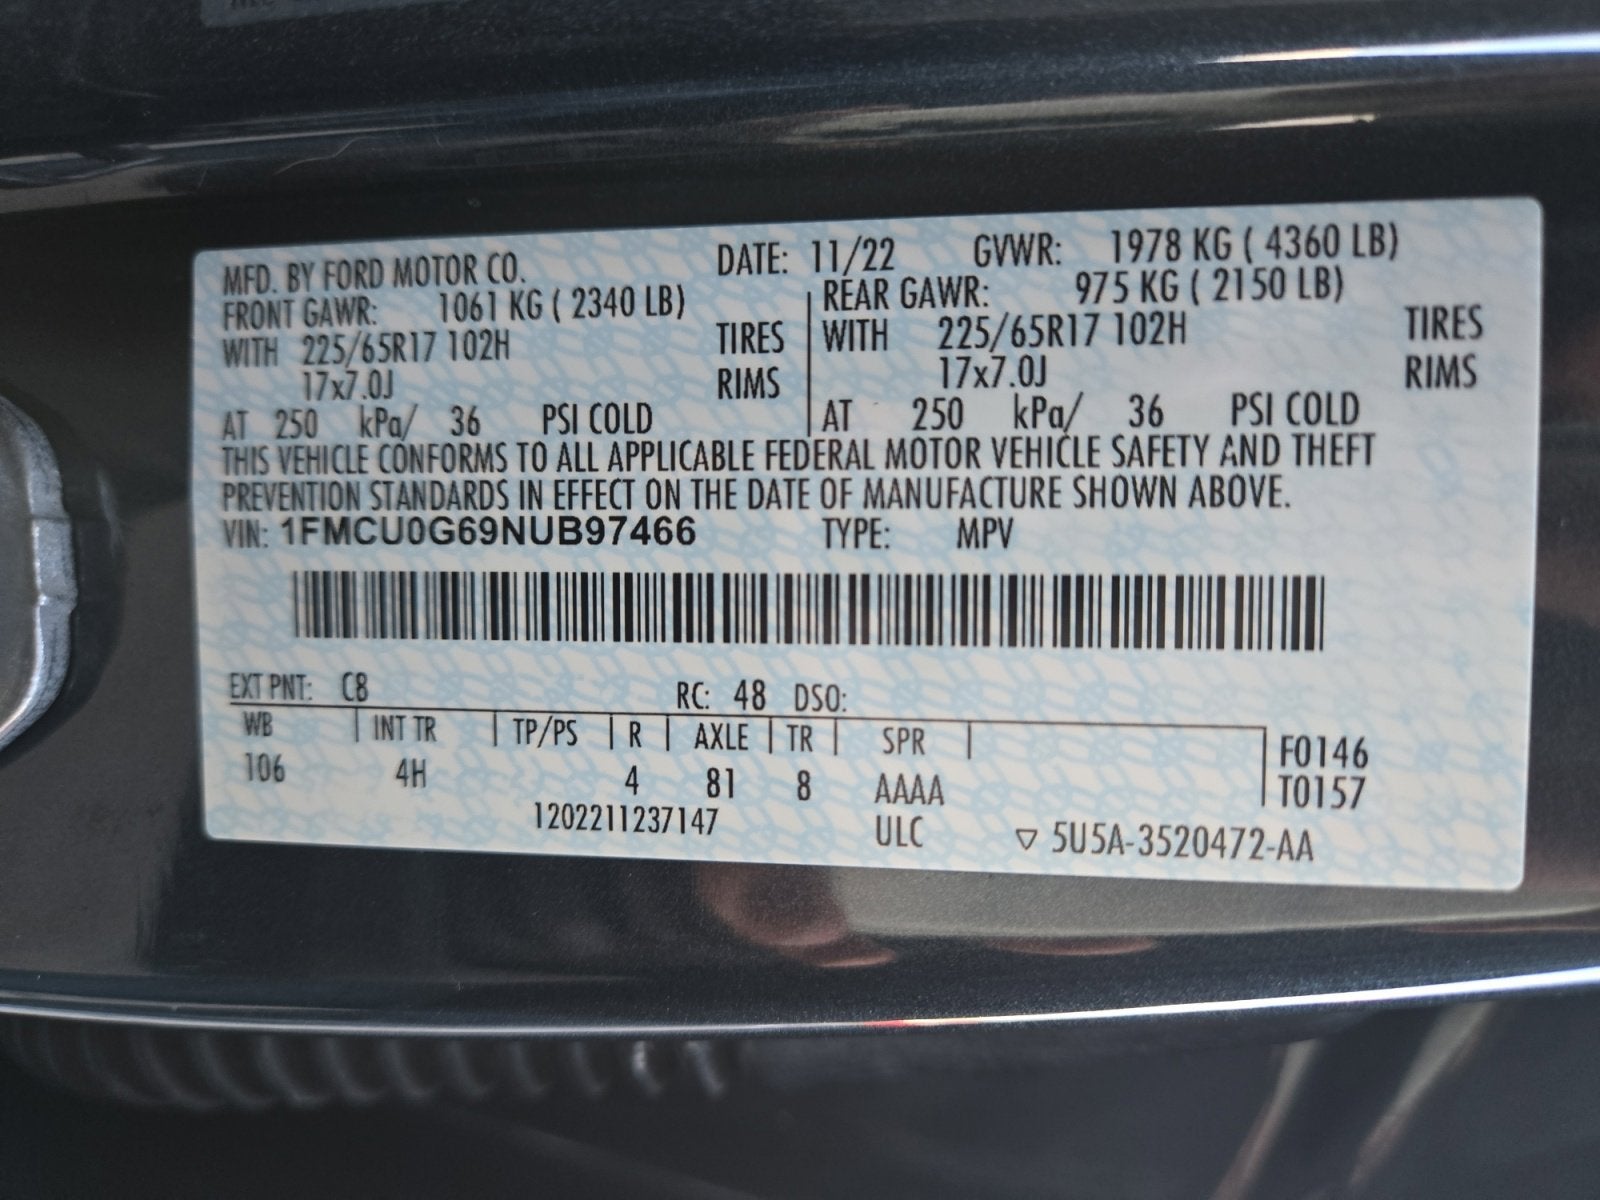 MFD. BY FORD MOTOR CO. DATE: 11/22 GVWR: 1978 KG ( 4360 LB)
FRONT GAWR: 1061 KG ( 2340 LB) REAR GAWR: 975 KG ( 2150 LB)
WITH 225/65R17 102H TIRES WITH 225/65R17 102H TIRES
17x7.0J RIMS 17x7.0J RIMS
AT 250 kPa/ 36 PSI COLD AT 250 kPa/ 36 PSI COLD
THIS VEHICLE CONFORMS TO ALL APPLICABLE FEDERAL MOTOR VEHICLE SAFETY AND THEFT
PREVENTION STANDARDS IN EFFECT ON THE DATE OF MANUFACTURE SHOWN ABOVE.
VIN: 1FMCU0G69NUB97466 TYPE: MPV
EXT PNT: C8 RC: 48 DSO:
WB INT TR TP/PS R AXLE TR SPR F0146
106 4H 4 81 8 AAAA T0157
1202211237147 ULC ▽ 5U5A-3520472-AA